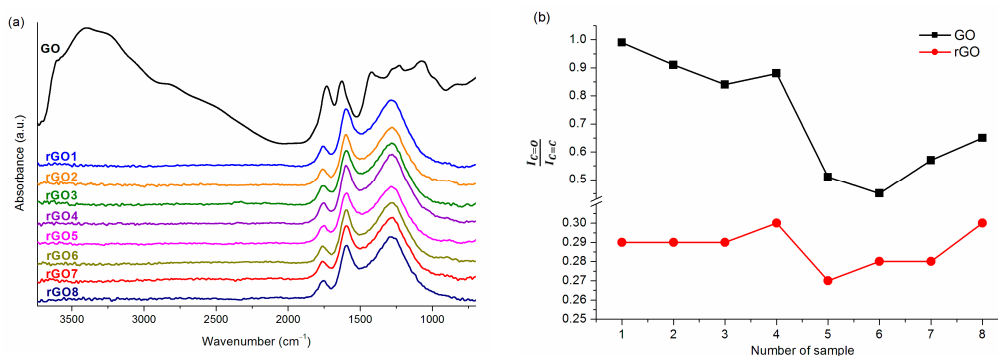 (a)
GO
rGO1
rGO2
rGO3
rGO4
rGO5
rGO6
rGO7
rGO8
Absorbance (a.u.)
3500 3000 2500 2000 1500 1000
Wavenumber (cm⁻¹)
(b)
GO
rGO
1.0
0.9
0.8
0.7
0.6
0.5
0.30
0.29
0.28
0.27
0.26
0.25
I_C=O
I_C=C
1 2 3 4 5 6 7 8
Number of sample